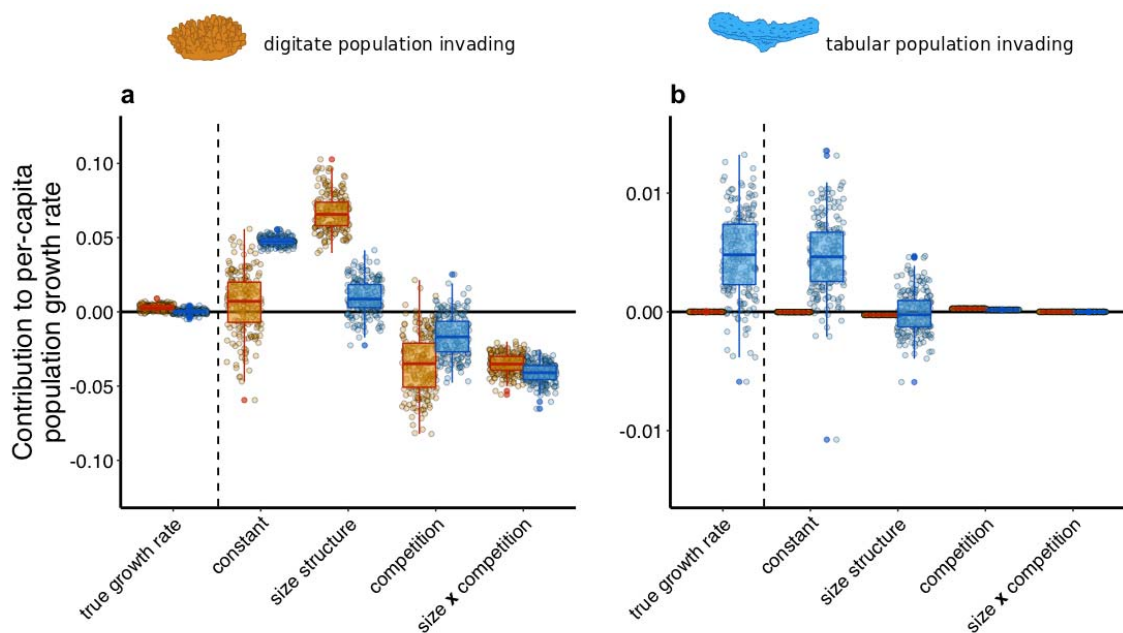 digitate population invading
tabular population invading
a
b
Contribution to per-capita
population growth rate
0.10
0.05
0.00
-0.05
-0.10
0.01
0.00
-0.01
true growth rate
constant
size structure
competition
size x competition
true growth rate
constant
size structure
competition
size x competition